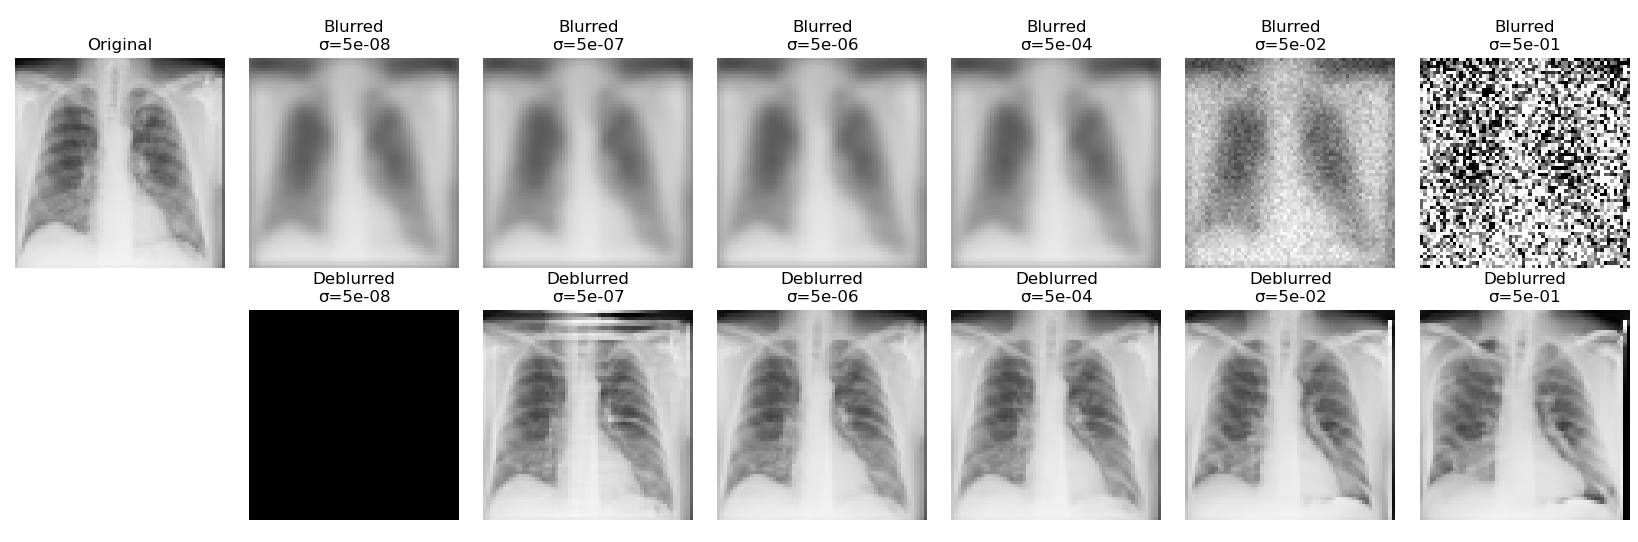 Original
Blurred
σ=5e-08
Blurred
σ=5e-07
Blurred
σ=5e-06
Blurred
σ=5e-04
Blurred
σ=5e-02
Blurred
σ=5e-01
Deblurred
σ=5e-08
Deblurred
σ=5e-07
Deblurred
σ=5e-06
Deblurred
σ=5e-04
Deblurred
σ=5e-02
Deblurred
σ=5e-01